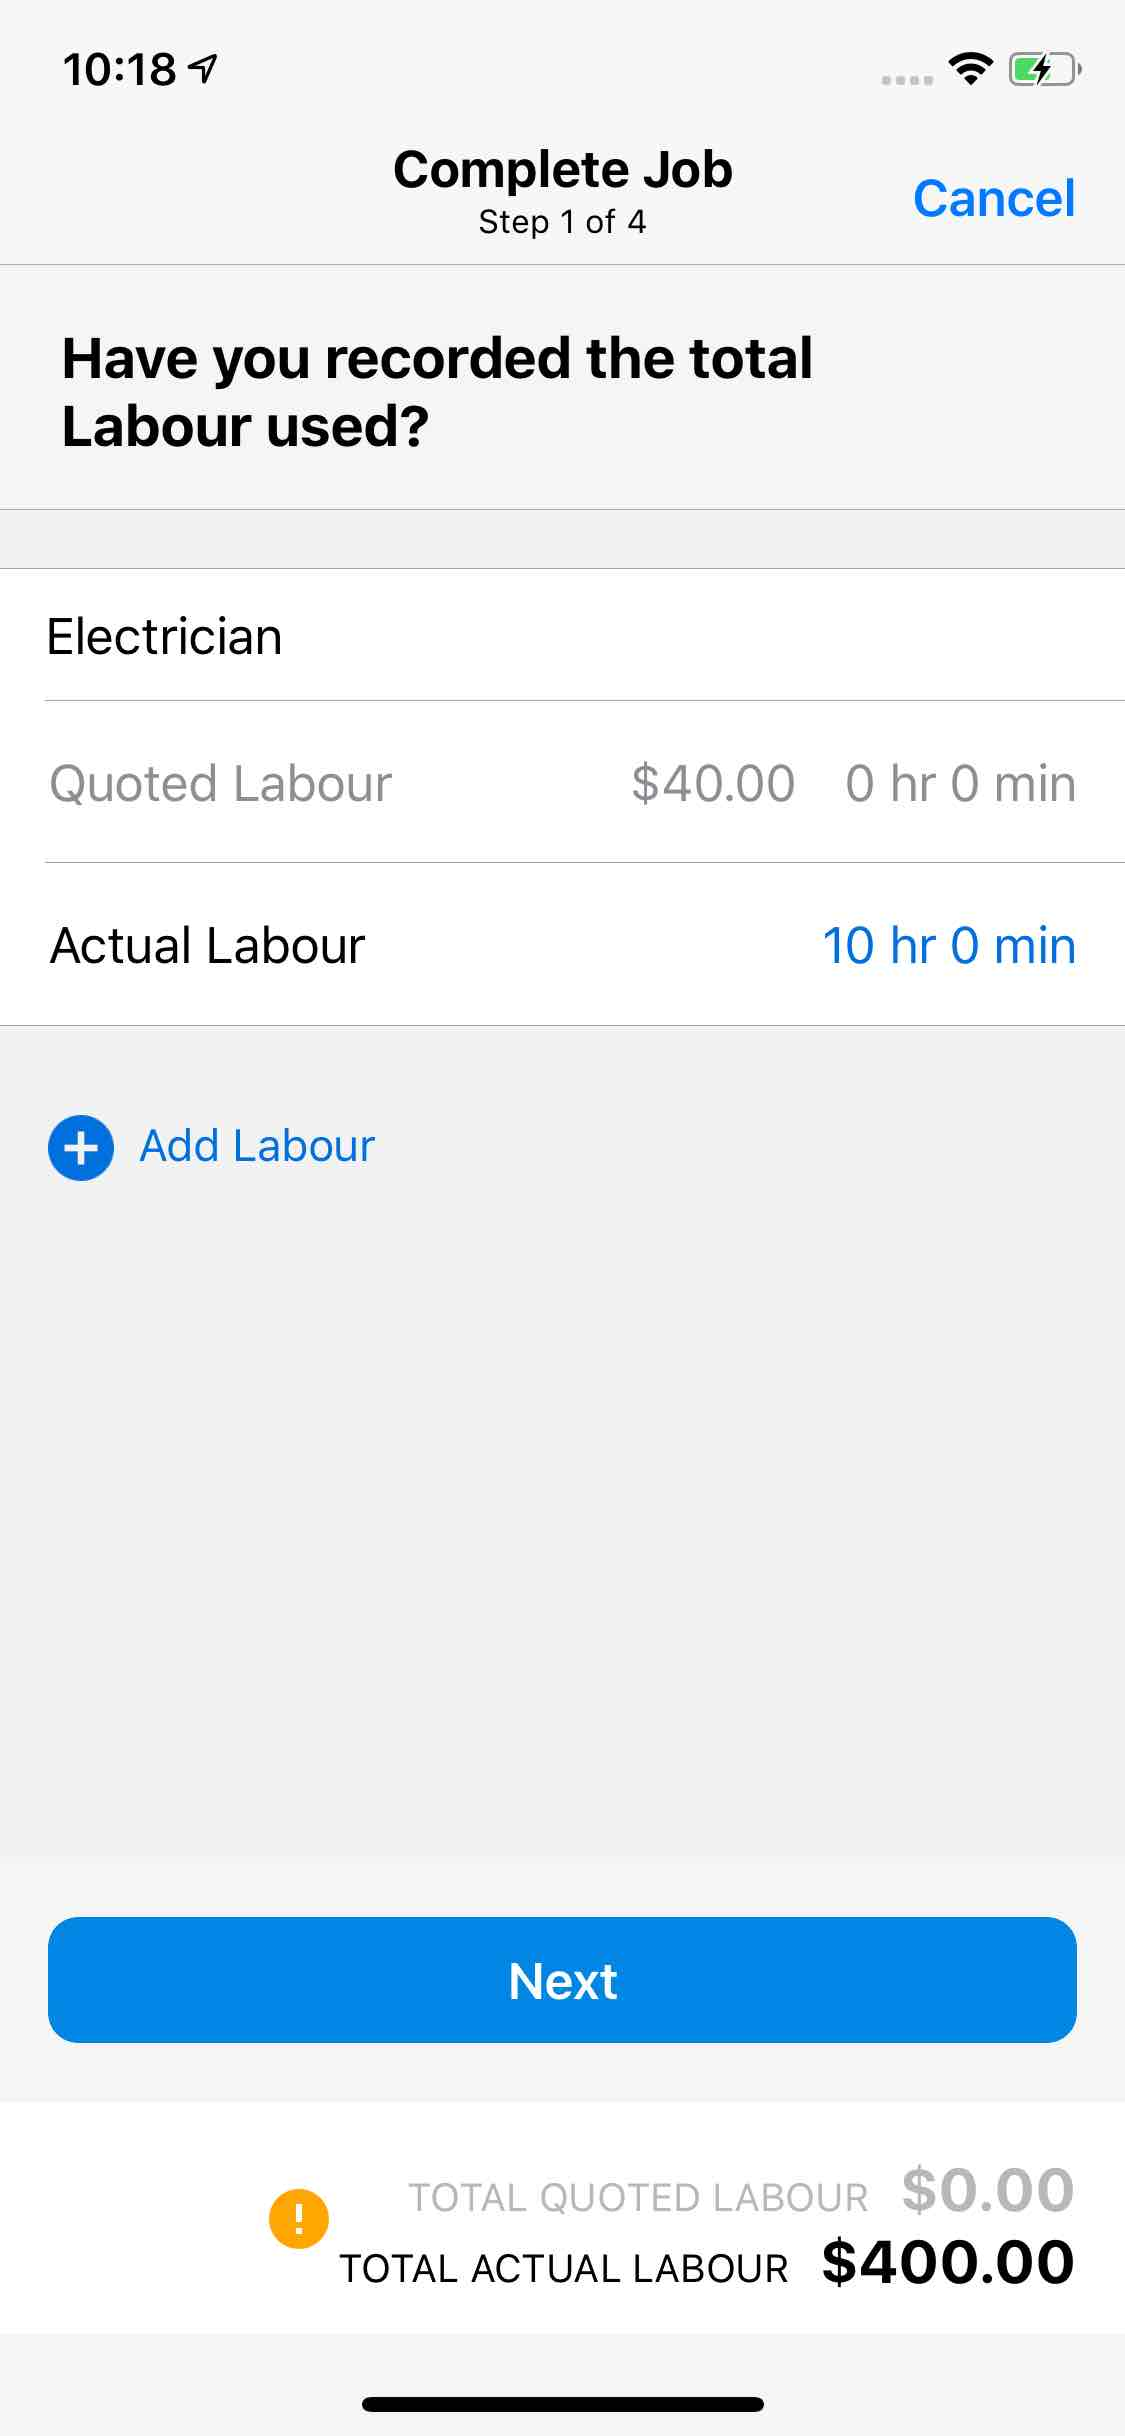 10:18
Complete Job
Step 1 of 4
Cancel
Have you recorded the total
Labour used?
Electrician
Quoted Labour $40.00 0 hr 0 min
Actual Labour 10 hr 0 min
Add Labour
Next
TOTAL QUOTED LABOUR $0.00
TOTAL ACTUAL LABOUR $400.00